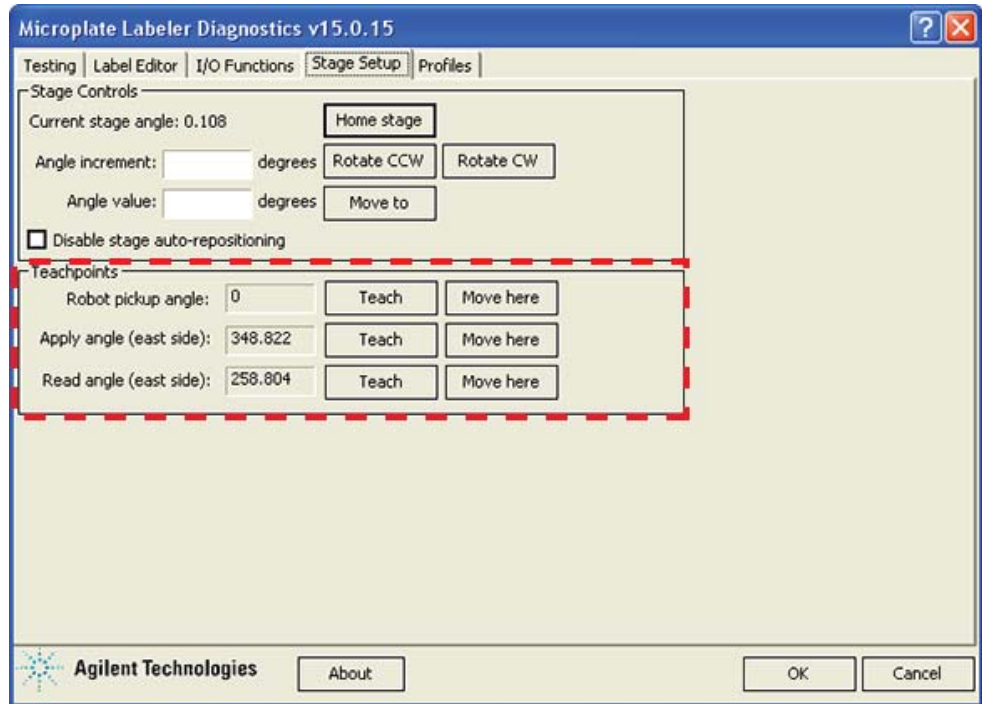 Microplate Labeler Diagnostics v15.0.15
Testing Label Editor I/O Functions Stage Setup Profiles
Stage Controls
Current stage angle: 0.108 Home stage
Angle increment: degrees Rotate CCW Rotate CW
Angle value: degrees Move to
Disable stage auto-repositioning
Teachpoints
Robot pickup angle: 0 Teach Move here
Apply angle (east side): 348.822 Teach Move here
Read angle (east side): 258.804 Teach Move here
Agilent Technologies About OK Cancel